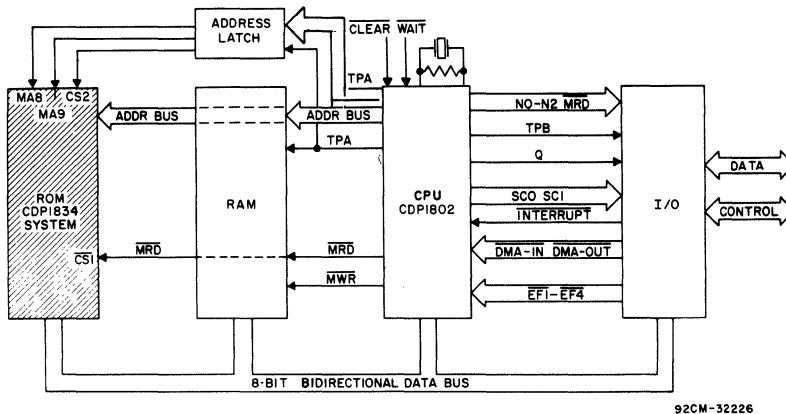 ADDRESS
LATCH
CLEAR WAIT
TPA
MA8 CS2
MA9
ADDR BUS
ADDR BUS
TPA
NO-N2 MRD
TPB
Q
SCO SCI
INTERRUPT
DMA-IN DMA-OUT
EF1-EF4
ROM
CDP1834
SYSTEM
CS1
MRD
RAM
MRD
MWR
CPU
CDP1802
I/O
DATA
CONTROL
8-BIT BIDIRECTIONAL DATA BUS
92CM-32226